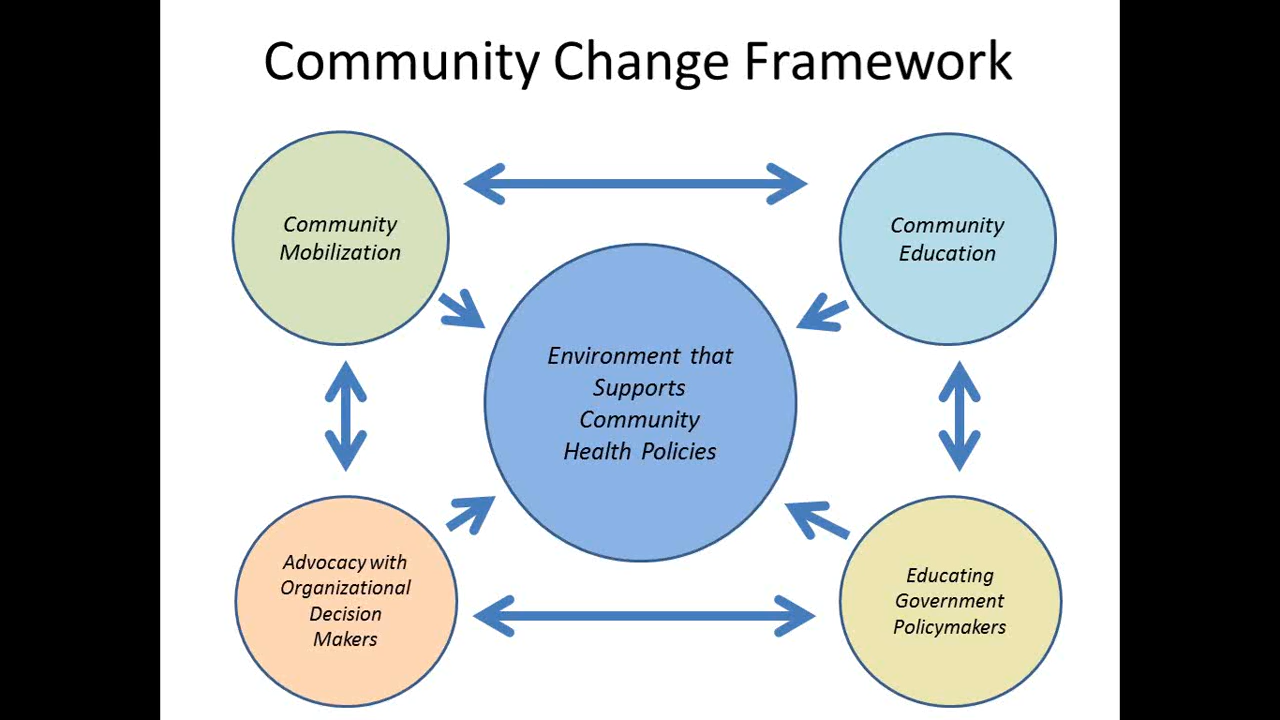 Community Change Framework
Community
Mobilization
Community
Education
Environment that
Supports
Community
Health Policies
Advocacy with
Organizational
Decision
Makers
Educating
Government
Policymakers